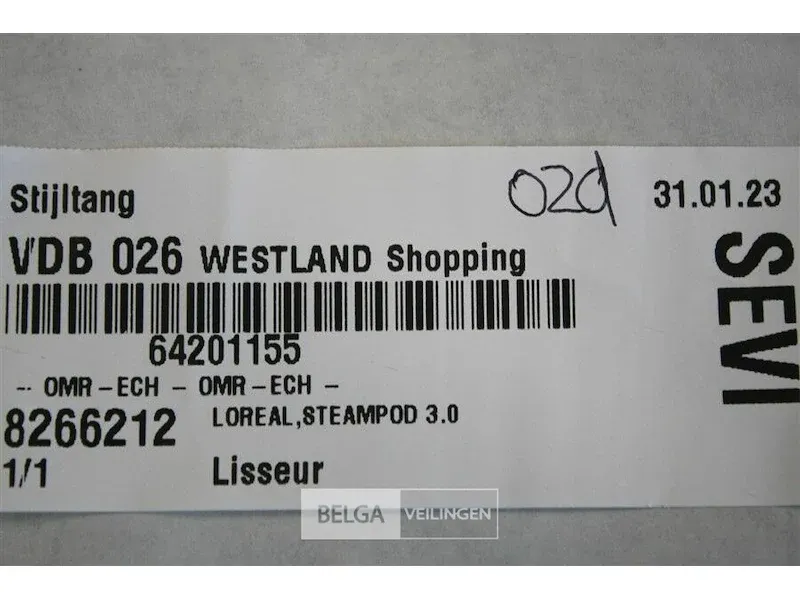 Stijltang
02d
31.01.23
VDB 026 WESTLAND Shopping
SEVI
64201155
-- OMR-ECH - OMR-ECH -
8266212
LOREAL,STEAMPOD 3.0
1/1
Lisseur
BELGA VEILINGEN